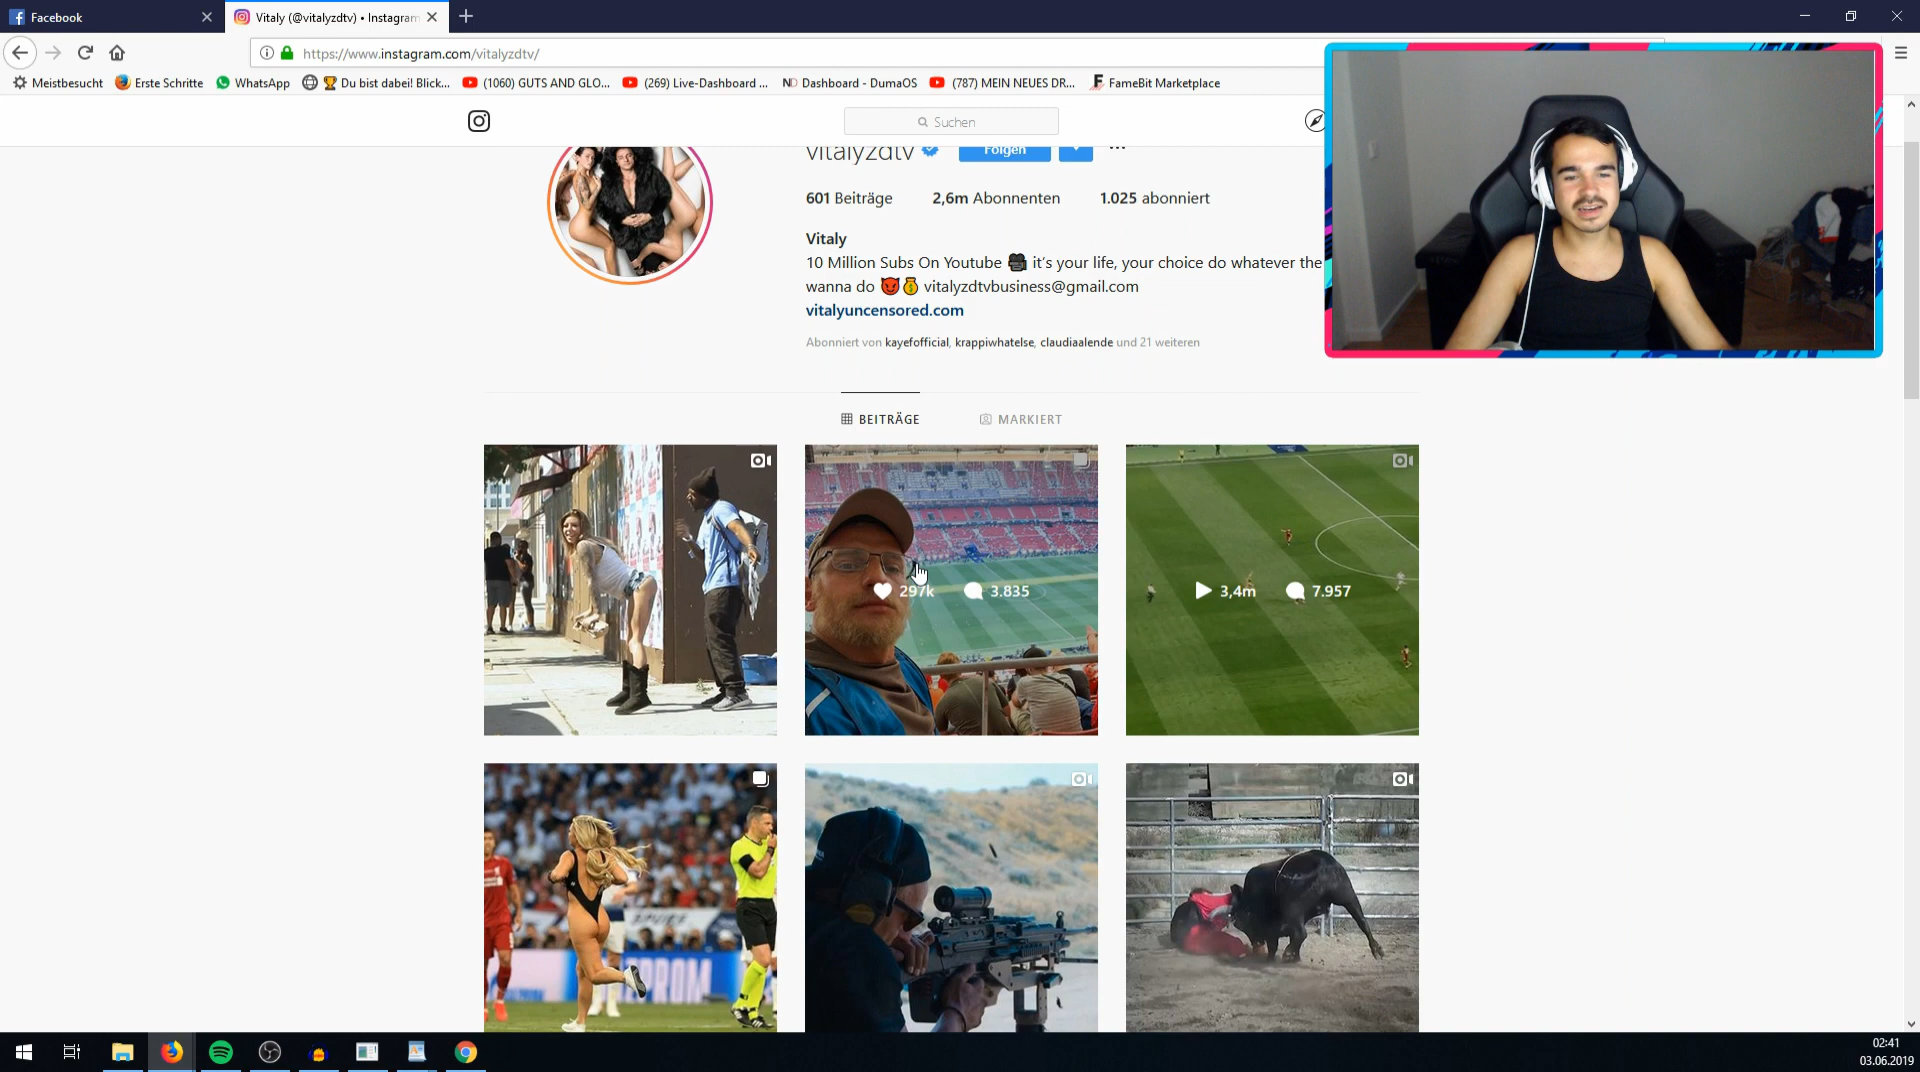 Facebook
Vitaly (@vitalyzdtv) • Instagram
https://www.instagram.com/vitalyzdtv/
Meistbesucht
Erste Schritte
WhatsApp
Du bist dabei! Blick...
(1060) GUTS AND GLO...
(269) Live-Dashboard ...
ND Dashboard - DumaOS
(787) MEIN NEUES DR...
FameBit Marketplace
Suchen
vitalyzdtv
Folgen
601 Beiträge 2,6m Abonnenten 1.025 abonniert
Vitaly
10 Million Subs On Youtube 🎥 it's your life, your choice do whatever the
wanna do 😈💰 vitalyzdtvbusiness@gmail.com
vitalyuncensored.com
Abonniert von kayefofficial, krappiwhatelse, claudiaalende und 21 weiteren
BEITRÄGE MARKIERT
297k 3.835
3,4m 7.957
02:41
03.06.2019